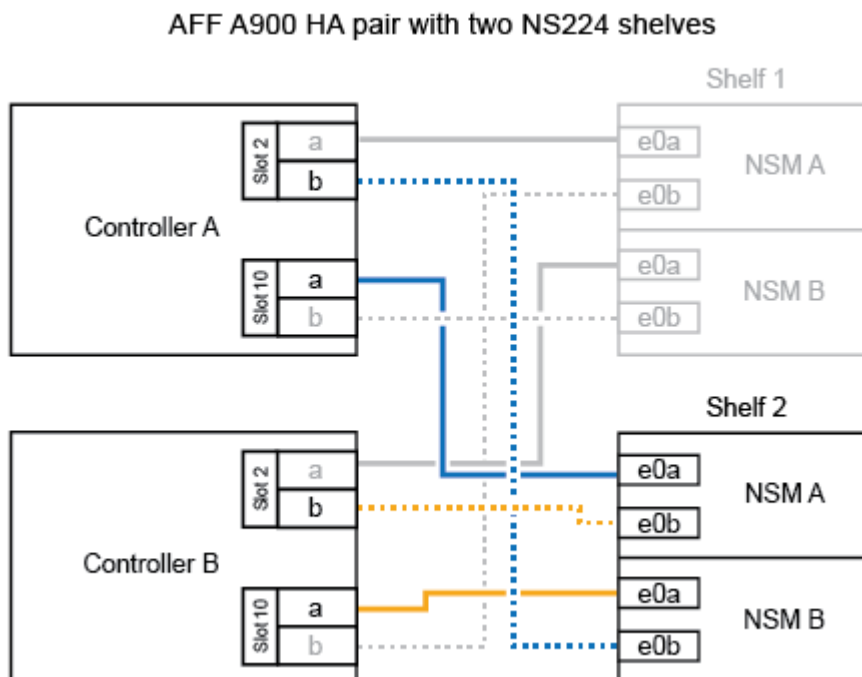 AFF A900 HA pair with two NS224 shelves
Shelf 1
Slot 2
a
b
Controller A
Slot 10
a
b
e0a
e0b
NSM A
e0a
e0b
NSM B
Shelf 2
Slot 2
a
b
Controller B
Slot 10
a
b
e0a
e0b
NSM A
e0a
e0b
NSM B